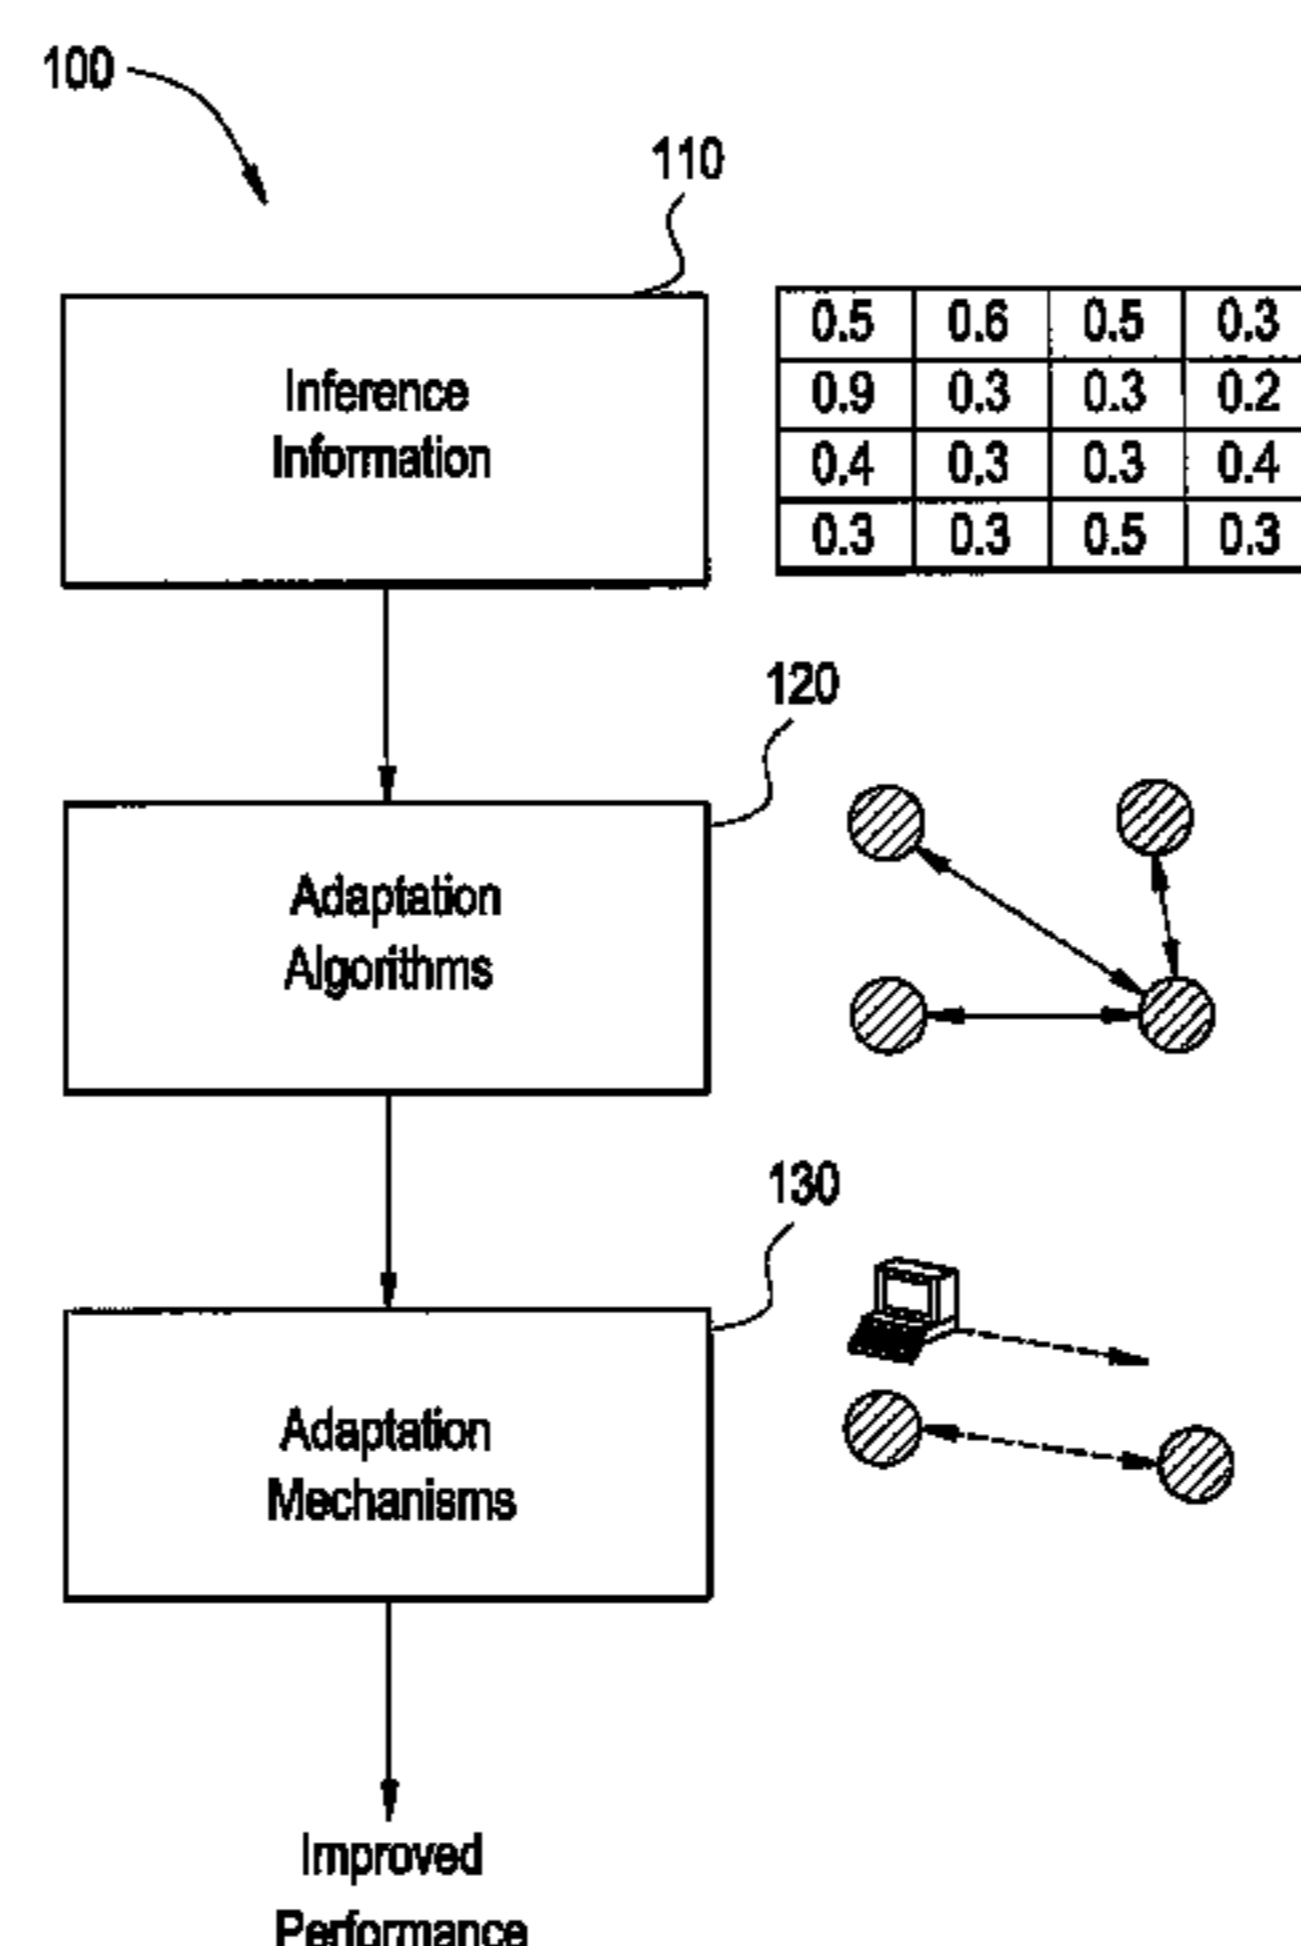 100
110
Inference
Information
0.5 0.6 0.5 0.3
0.9 0.3 0.3 0.2
0.4 0.3 0.3 0.4
0.3 0.3 0.5 0.3
120
Adaptation
Algorithms
130
Adaptation
Mechanisms
Improved
Performance